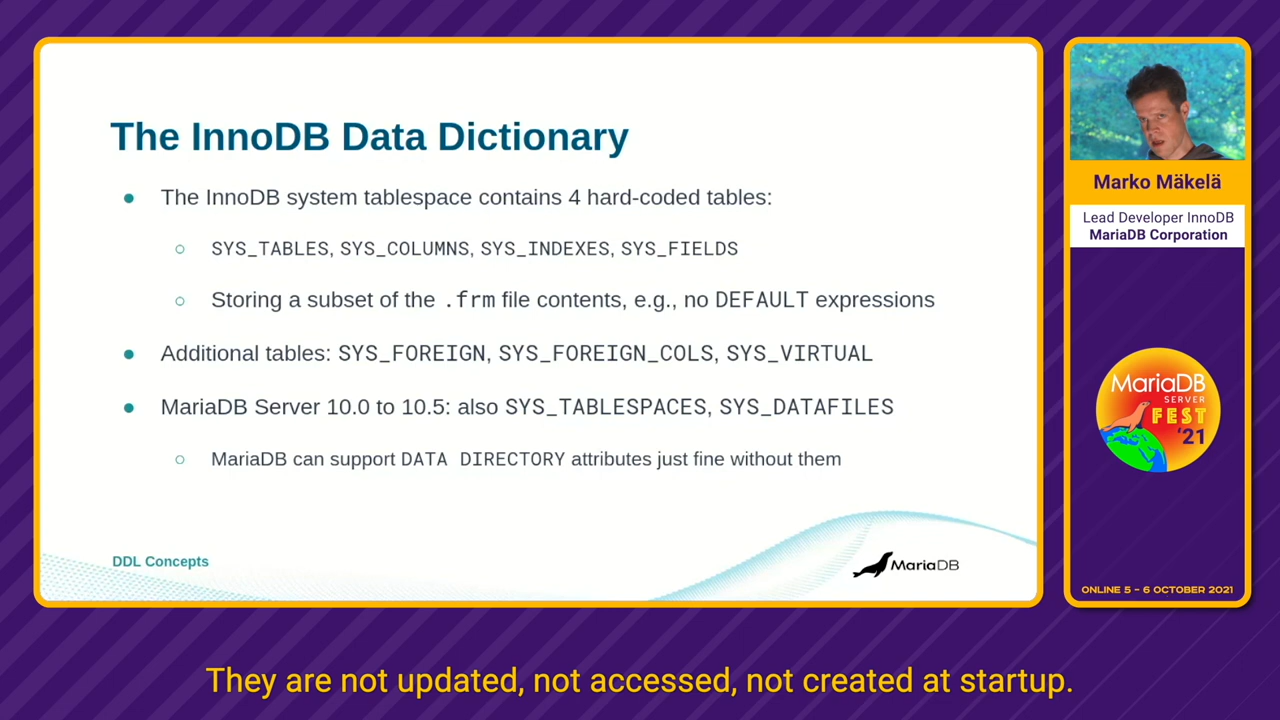 The InnoDB Data Dictionary
● The InnoDB system tablespace contains 4 hard-coded tables:
○ SYS_TABLES, SYS_COLUMNS, SYS_INDEXES, SYS_FIELDS
○ Storing a subset of the .frm file contents, e.g., no DEFAULT expressions
● Additional tables: SYS_FOREIGN, SYS_FOREIGN_COLS, SYS_VIRTUAL
● MariaDB Server 10.0 to 10.5: also SYS_TABLESPACES, SYS_DATAFILES
○ MariaDB can support DATA DIRECTORY attributes just fine without them
DDL Concepts
MariaDB
Marko Mäkelä
Lead Developer InnoDB
MariaDB Corporation
MariaDB
SERVER
FEST
'21
ONLINE 5 – 6 OCTOBER 2021
They are not updated, not accessed, not created at startup.